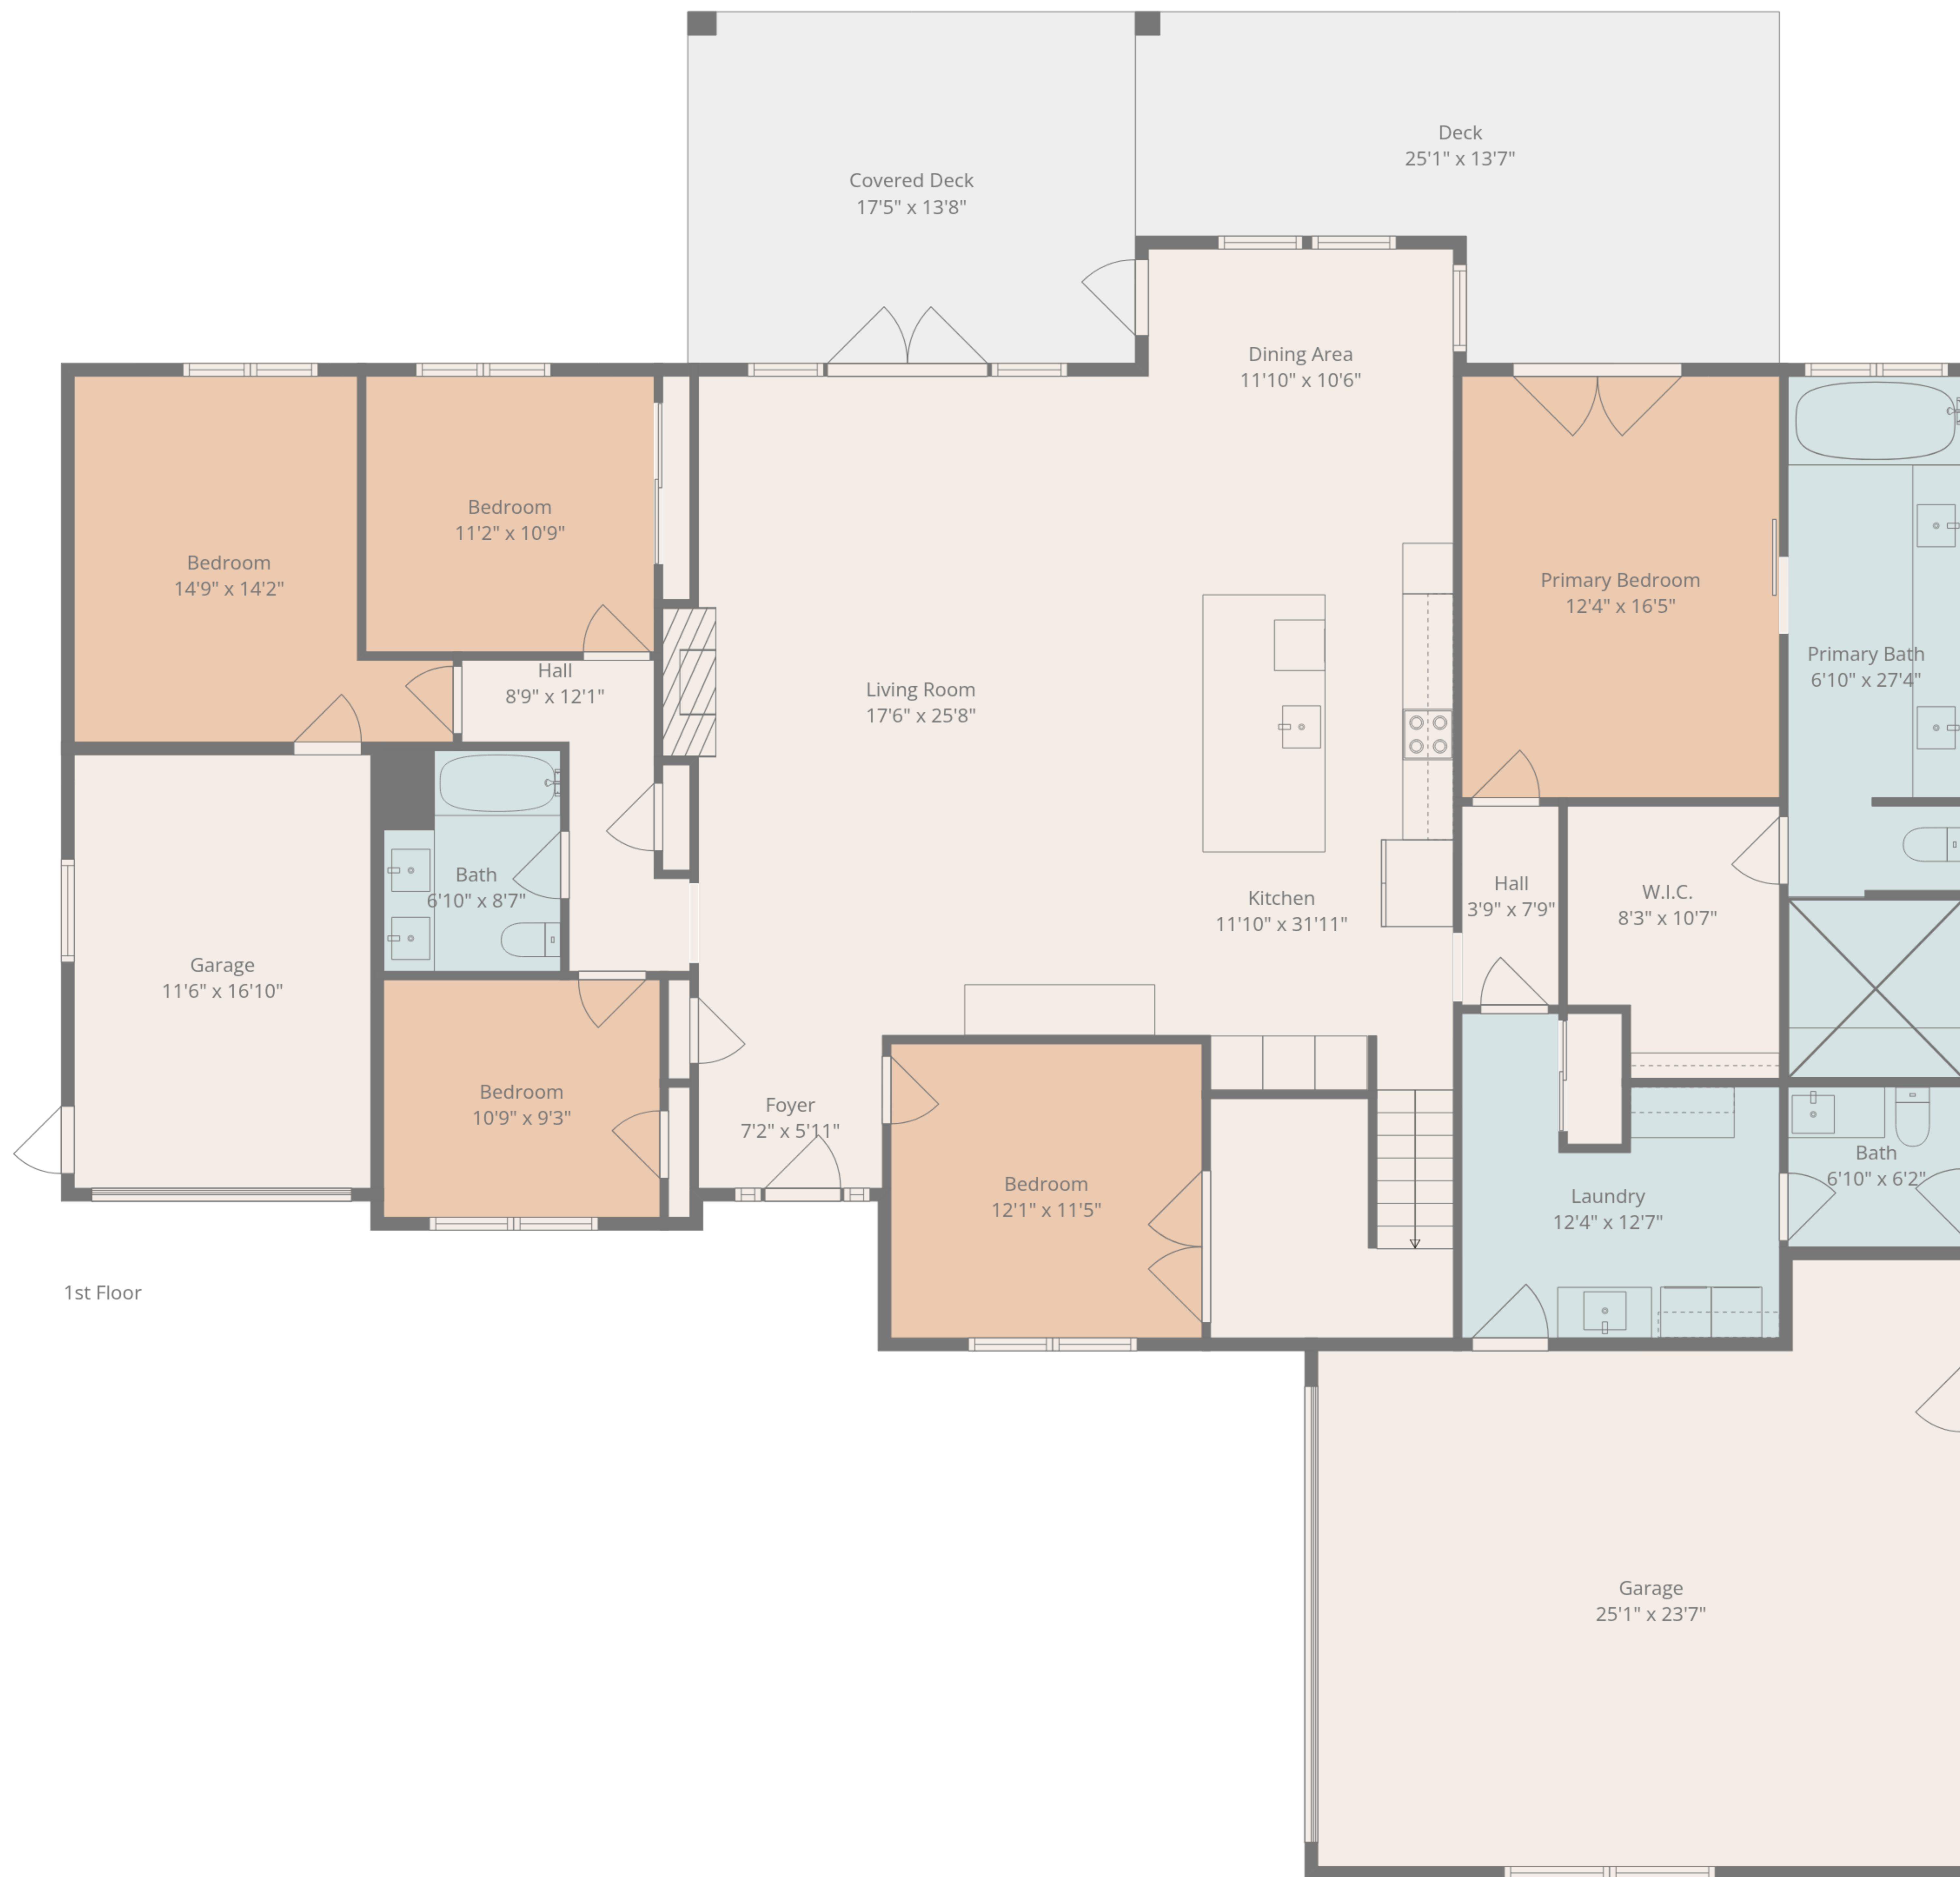 Deck
25'1" x 13'7"
Covered Deck
17'5" x 13'8"
Dining Area
11'10" x 10'6"
Bedroom
11'2" x 10'9"
Bedroom
14'9" x 14'2"
Primary Bedroom
12'4" x 16'5"
Primary Bath
6'10" x 27'4"
Hall
8'9" x 12'1"
Living Room
17'6" x 25'8"
Bath
6'10" x 8'7"
Kitchen
11'10" x 31'11"
Hall
3'9" x 7'9"
W.I.C.
8'3" x 10'7"
Garage
11'6" x 16'10"
Bedroom
10'9" x 9'3"
Foyer
7'2" x 5'11"
Bedroom
12'1" x 11'5"
Laundry
12'4" x 12'7"
Bath
6'10" x 6'2"
1st Floor
Garage
25'1" x 23'7"